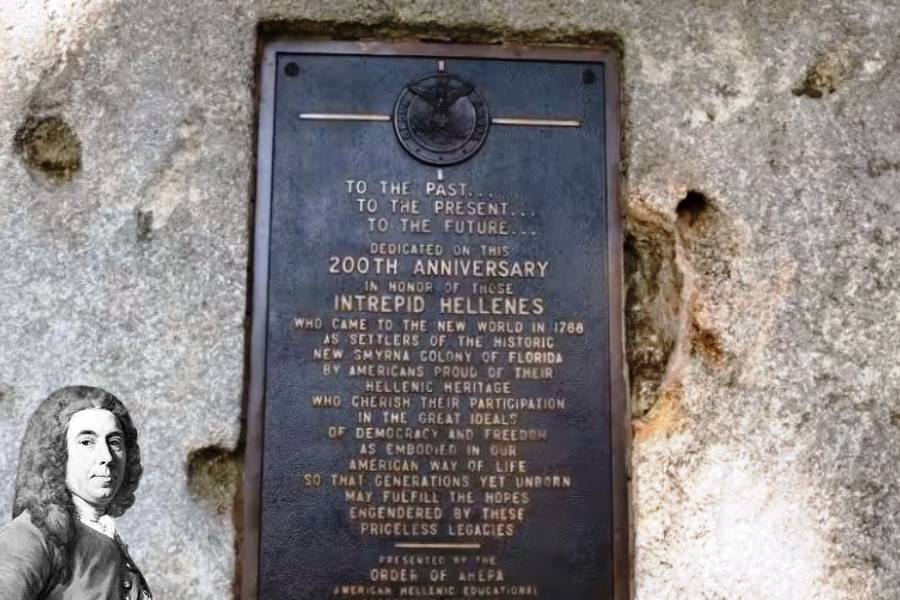 TO THE PAST...
TO THE PRESENT...
TO THE FUTURE...
DEDICATED ON THIS
200TH ANNIVERSARY
IN HONOR OF THOSE
INTREPID HELLENES
WHO CAME TO THE NEW WORLD IN 1768
AS SETTLERS OF THE HISTORIC
NEW SMYRNA COLONY OF FLORIDA
BY AMERICANS PROUD OF THEIR
HELLENIC HERITAGE
WHO CHERISH THEIR PARTICIPATION
IN THE GREAT IDEALS
OF DEMOCRACY AND FREEDOM
AS EMBODIED IN OUR
AMERICAN WAY OF LIFE
SO THAT GENERATIONS YET UNBORN
MAY FULFILL THE HOPES
ENGENDERED BY THESE
PRICELESS LEGACIES
PRESENTED BY THE
ORDER OF AHEPA
AMERICAN HELLENIC EDUCATIONAL